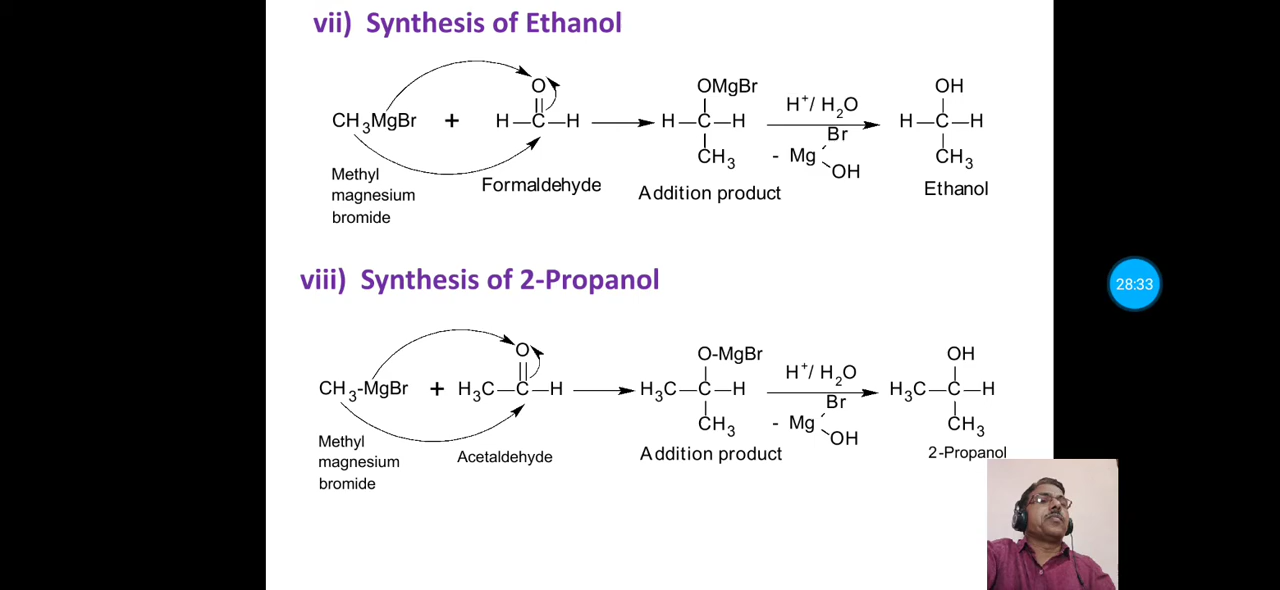 vii) Synthesis of Ethanol
O
OMgBr
OH
H⁺/ H₂O
CH₃MgBr + H–C–H
H–C–H
H–C–H
Br
CH₃
- Mg
CH₃
OH
Methyl
magnesium
bromide
Formaldehyde
Addition product
Ethanol
viii) Synthesis of 2-Propanol
28:33
O
O-MgBr
OH
H⁺/ H₂O
CH₃-MgBr + H₃C–C–H
H₃C–C–H
H₃C–C–H
Br
CH₃
- Mg
CH₃
OH
Methyl
magnesium
bromide
Acetaldehyde
Addition product
2-Propanol